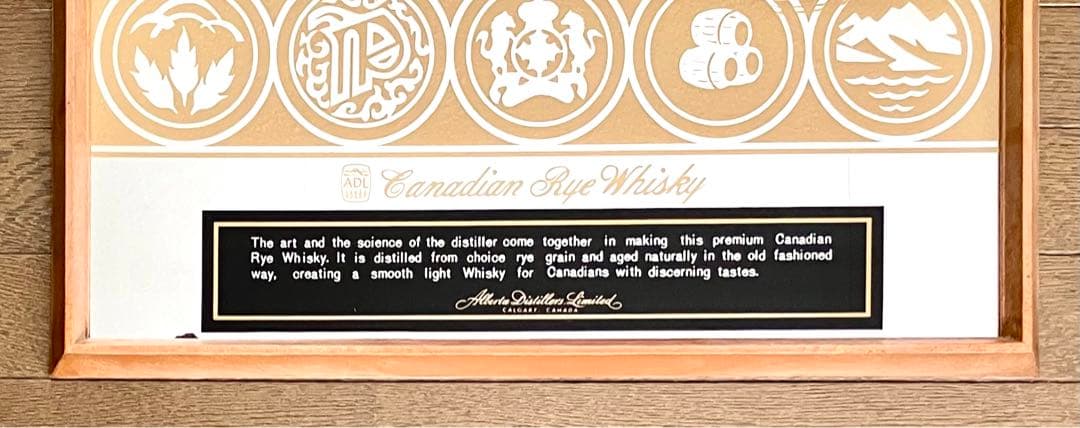 The
ADL Canadian Rye Whisky
The art and the science of the distiller come together in making this premium Canadian
Rye Whisky. It is distilled from choice rye grain and aged naturally in the old fashioned
way, creating a smooth light Whisky for Canadians with discerning tastes.
Alberta Distillers Limited
CALGARY, CANADA